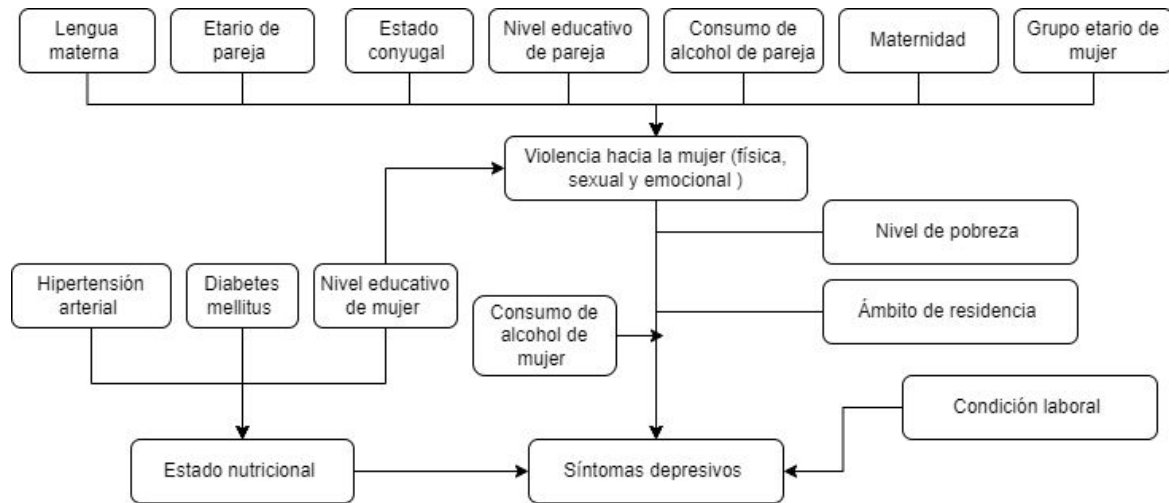 Lengua
materna
Etario de
pareja
Estado
conyugal
Nivel educativo
de pareja
Consumo de
alcohol de pareja
Maternidad
Grupo etario de
mujer
Violencia hacia la mujer (física,
sexual y emocional )
Nivel de pobreza
Hipertensión
arterial
Diabetes
mellitus
Nivel educativo
de mujer
Consumo de
alcohol de
mujer
Ámbito de residencia
Condición laboral
Estado nutricional
Síntomas depresivos